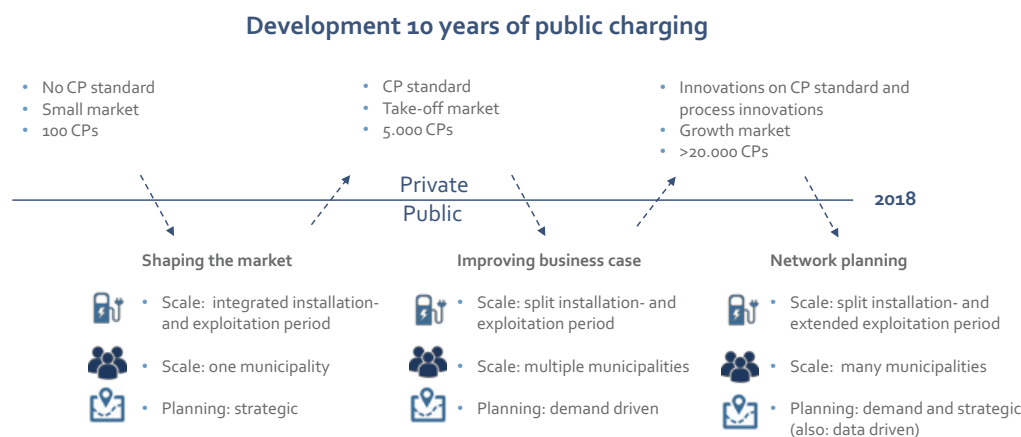 Development 10 years of public charging
• No CP standard
• Small market
• 100 CPs
• CP standard
• Take-off market
• 5.000 CPs
• Innovations on CP standard and
process innovations
• Growth market
• >20.000 CPs
Private
Public
2018
Shaping the market
• Scale: integrated installation-
and exploitation period
• Scale: one municipality
• Planning: strategic
Improving business case
• Scale: split installation- and
exploitation period
• Scale: multiple municipalities
• Planning: demand driven
Network planning
• Scale: split installation- and
extended exploitation period
• Scale: many municipalities
• Planning: demand and strategic
(also: data driven)